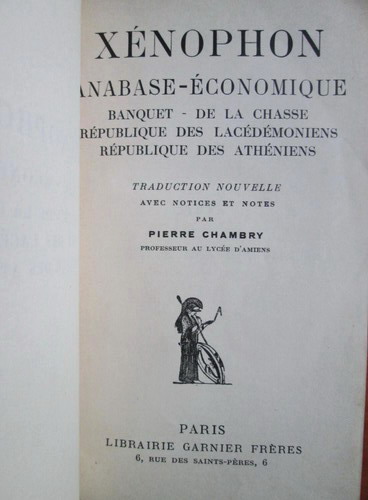 XÉNOPHON
ANABASE-ÉCONOMIQUE
BANQUET - DE LA CHASSE
RÉPUBLIQUE DES LACÉDÉMONIENS
RÉPUBLIQUE DES ATHÉNIENS
TRADUCTION NOUVELLE
AVEC NOTICES ET NOTES
PAR
PIERRE CHAMBRY
PROFESSEUR AU LYCÉE D'AMIENS
PARIS
LIBRAIRIE GARNIER FRÈRES
6, RUE DES SAINTS-PÈRES, 6